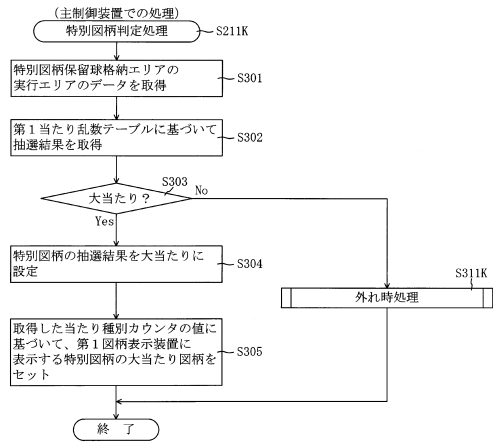 (主制御装置での処理)
特別図柄判定処理
S211K
特別図柄保留球格納エリアの
実行エリアのデータを取得
S301
第1当たり乱数テーブルに基づいて
抽選結果を取得
S302
大当たり?
S303
No
Yes
特別図柄の抽選結果を大当たりに
設定
S304
S311K
外れ時処理
取得した当たり種別カウンタの値に
基づいて、第1図柄表示装置に
表示する特別図柄の大当たり図柄を
セット
S305
終 了